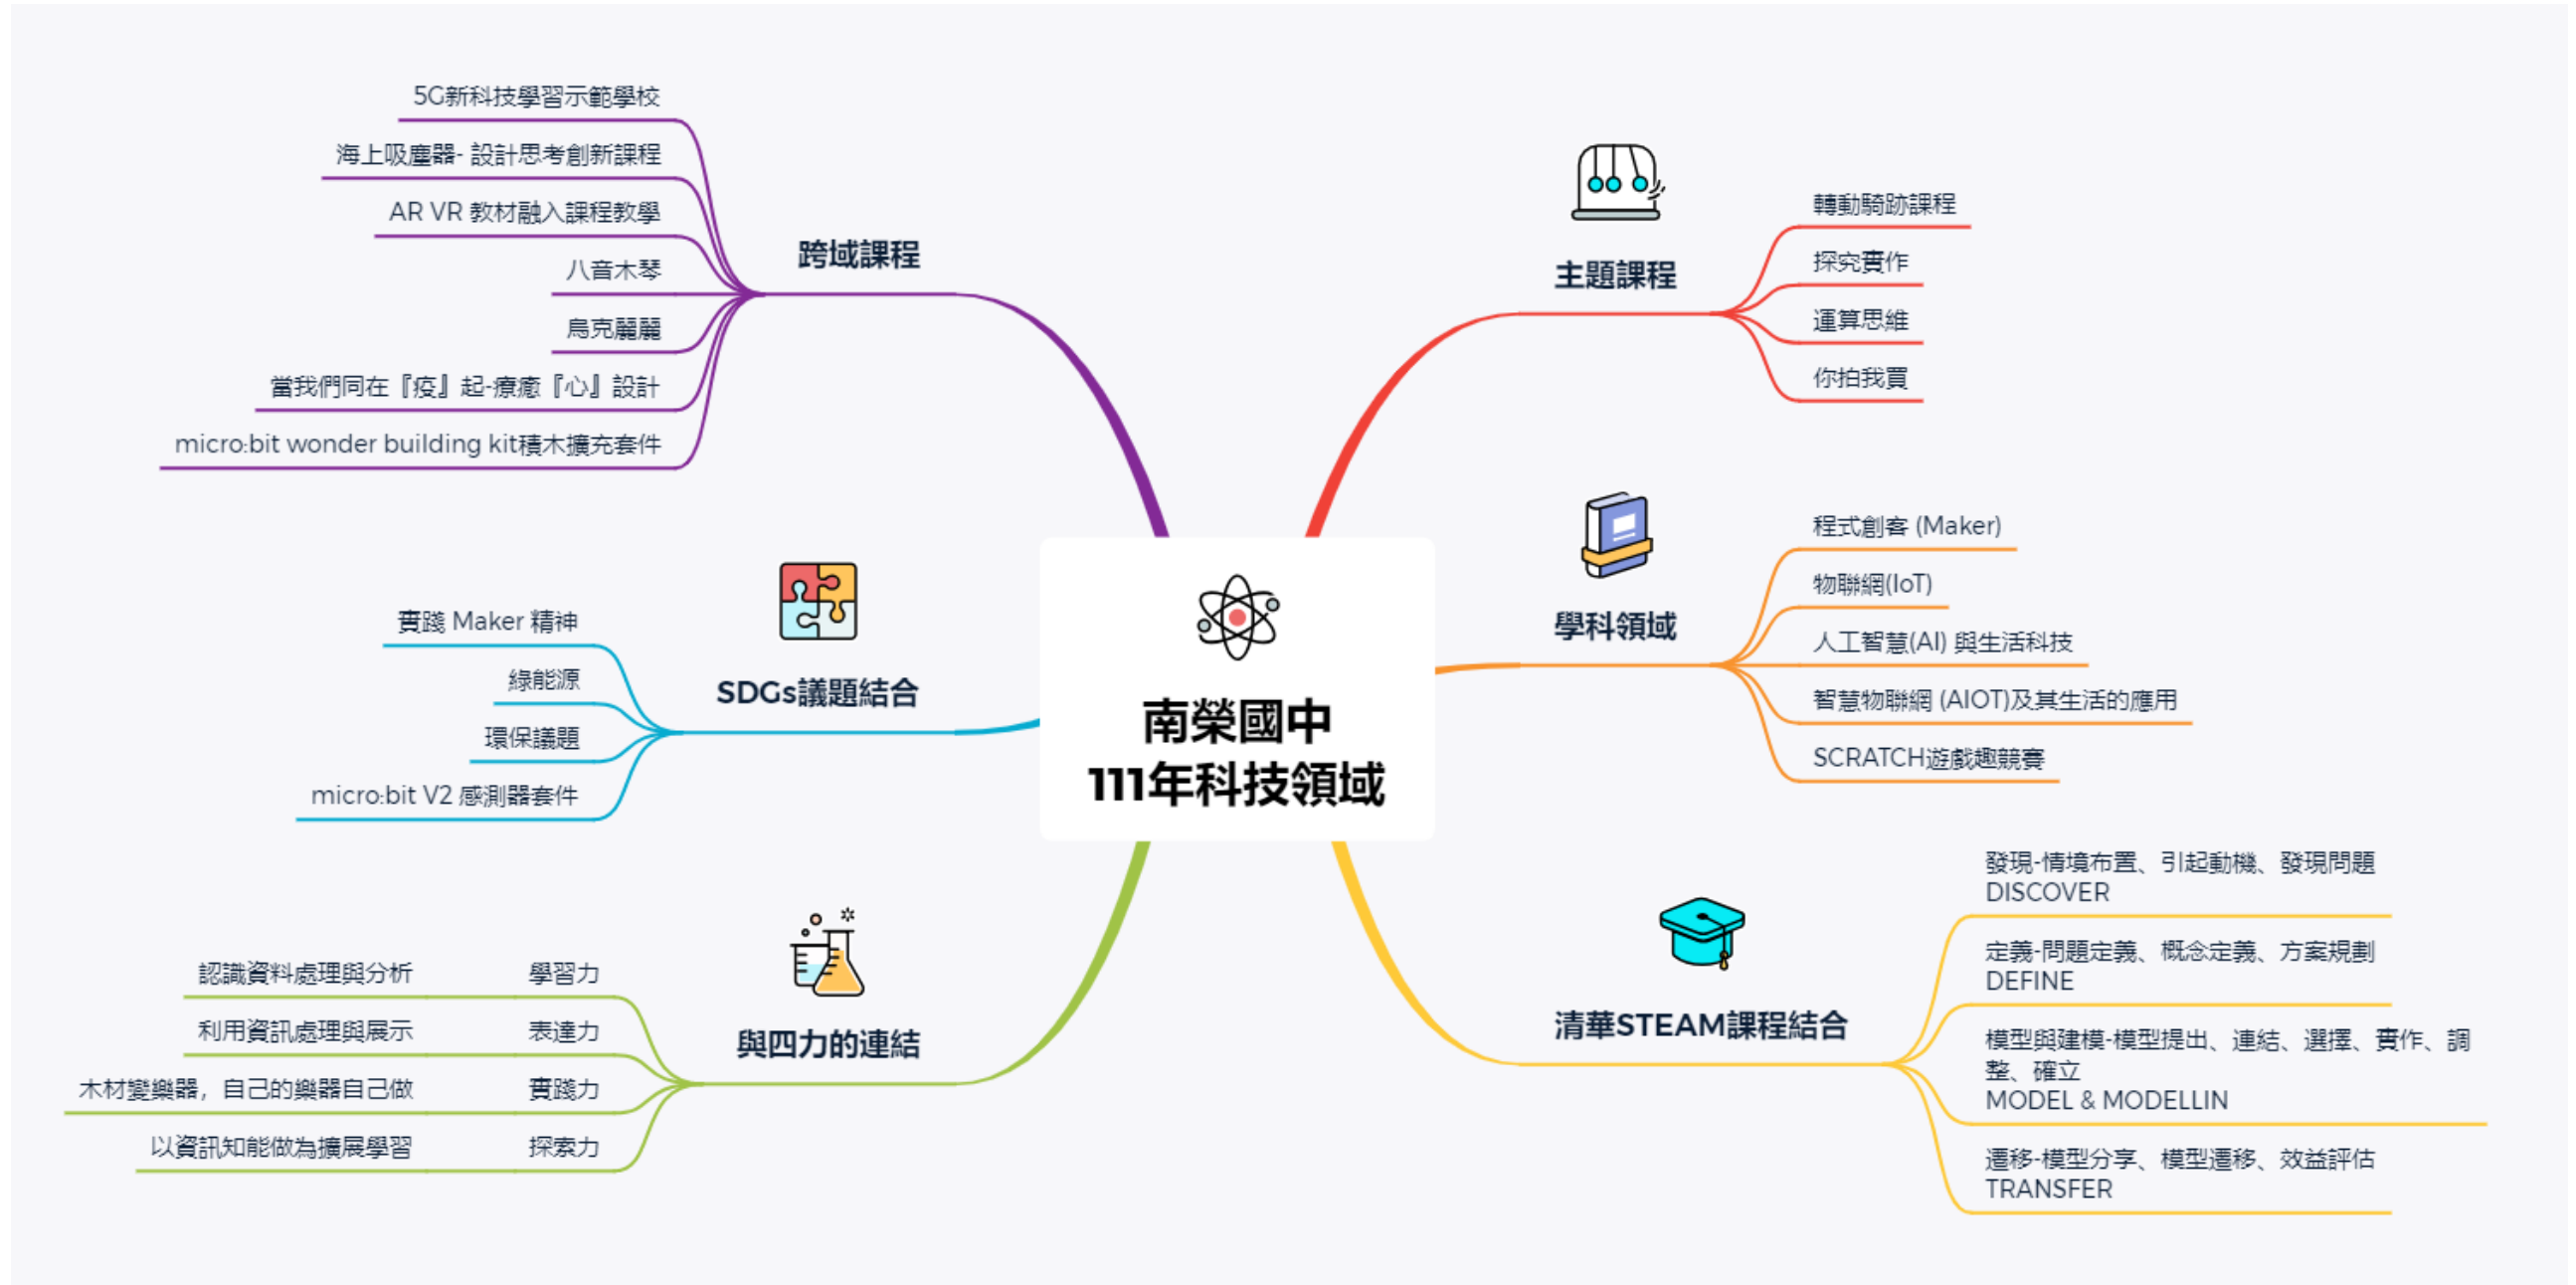 南榮國中
111年科技領域
主題課程
轉動騎跡課程
探究實作
運算思維
你拍我買
學科領域
程式創客 (Maker)
物聯網(IoT)
人工智慧(AI) 與生活科技
智慧物聯網 (AIOT)及其生活的應用
SCRATCH遊戲趣競賽
清華STEAM課程結合
發現-情境布置、引起動機、發現問題
DISCOVER
定義-問題定義、概念定義、方案規劃
DEFINE
模型與建模-模型提出、連結、選擇、實作、調
整、確立
MODEL & MODELLIN
遷移-模型分享、模型遷移、效益評估
TRANSFER
跨域課程
5G新科技學習示範學校
海上吸塵器- 設計思考創新課程
AR VR 教材融入課程教學
八音木琴
烏克麗麗
當我們同在『疫』起-療癒『心』設計
micro:bit wonder building kit積木擴充套件
SDGs議題結合
實踐 Maker 精神
綠能源
環保議題
micro:bit V2 感測器套件
與四力的連結
學習力
認識資料處理與分析
表達力
利用資訊處理與展示
實踐力
木材變樂器，自己的樂器自己做
探索力
以資訊知能做為擴展學習